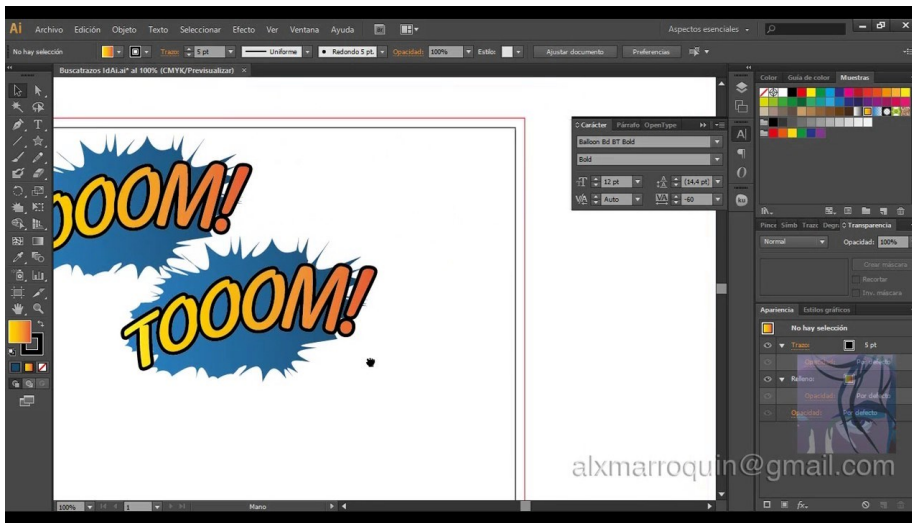 Ai Archivo Edición Objeto Texto Seleccionar Efecto Ver Ventana Ayuda Aspectos esenciales
No hay selección Trazo: 5 pt Uniforme Redondo 5 pt. Opacidad: 100% Estilo: Ajustar documento Preferencias
Buscatrazos IdAi.ai* al 100% (CMYK/Previsualizar) ×
Color Guía de color Muestras
Carácter Párrafo OpenType
Balloon Bd BT Bold
Bold
12 pt (14,4 pt)
Auto -60
OOOM!
TOOOM!
Pince Símb Traz Degr Transparencia
Normal Opacidad: 100%
Crear máscara
Recortar
Inv. máscara
Apariencia Estilos gráficos
No hay selección
Trazo: 5 pt
Opacidad: Por defecto
Relleno:
Opacidad: Por defecto
Opacidad: Por defecto
alxmarroquin@gmail.com
100% 1 Mano